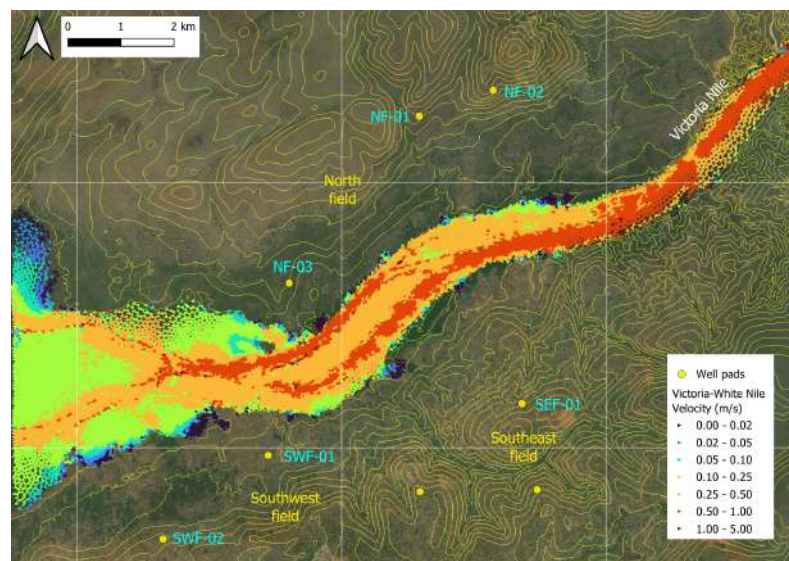 0 1 2 km
NF-02
NF-01
Victoria Nile
North
field
NF-03
SEF-01
Southeast
field
SWF-01
Southwest
field
SWF-02
Well pads
Victoria-White Nile
Velocity (m/s)
0.00 - 0.02
0.02 - 0.05
0.05 - 0.10
0.10 - 0.25
0.25 - 0.50
0.50 - 1.00
1.00 - 5.00